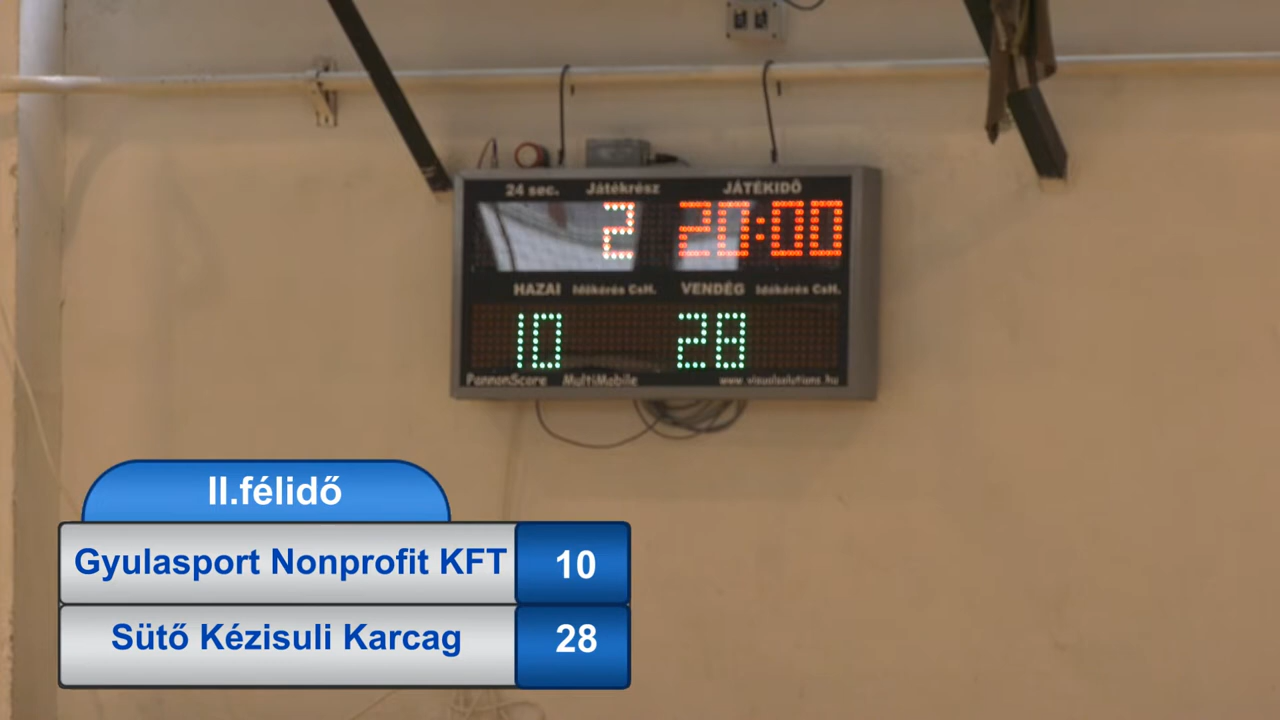 24 sec. Játékrész JÁTÉKIDŐ
2 20:00
HAZAI Időkérés CsH. VENDÉG Időkérés CsH.
10 28
PannonScore MultiMobile www.visualsolutions.hu
II.félidő
Gyulasport Nonprofit KFT 10
Sütő Kézisuli Karcag 28